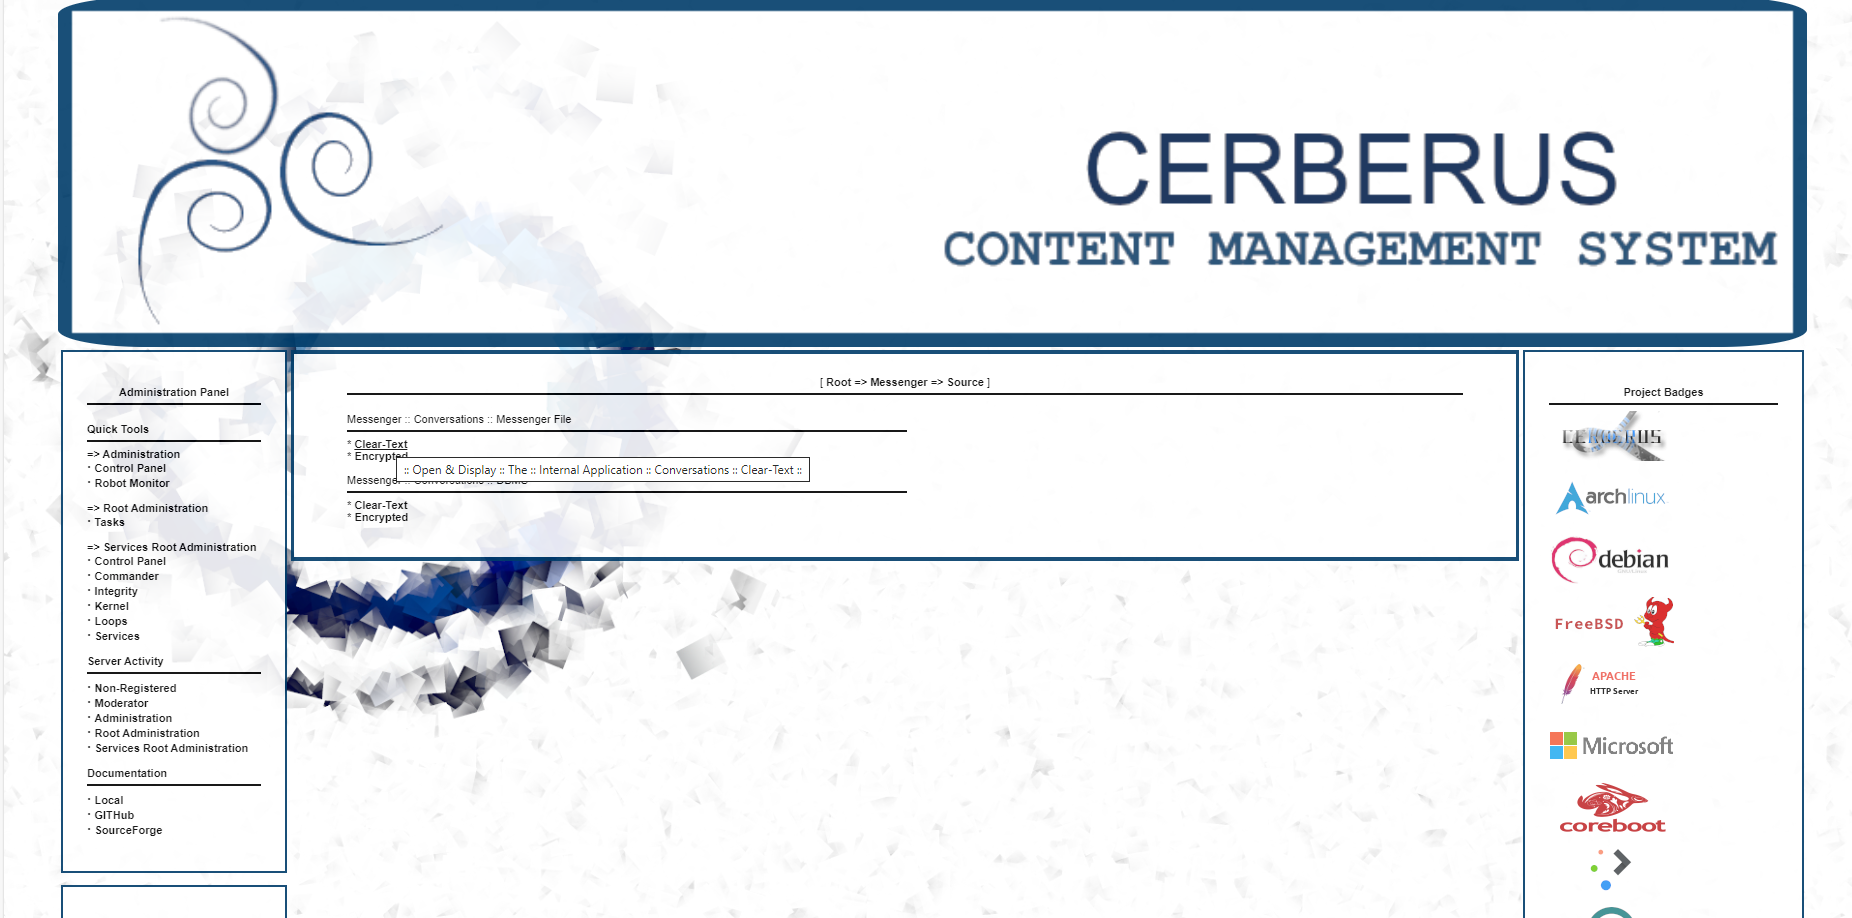 CERBERUS
CONTENT MANAGEMENT SYSTEM
Administration Panel
Quick Tools
=> Administration
· Control Panel
· Robot Monitor
=> Root Administration
· Tasks
=> Services Root Administration
· Control Panel
· Commander
· Integrity
· Kernel
· Loops
· Services
Server Activity
· Non-Registered
· Moderator
· Administration
· Root Administration
· Services Root Administration
Documentation
· Local
· GITHub
· SourceForge
[ Root => Messenger => Source ]
Messenger :: Conversations :: Messenger File
* Clear-Text
* Encrypted
:: Open & Display :: The :: Internal Application :: Conversations :: Clear-Text ::
Messenger :: Conversations :: DBMS
* Clear-Text
* Encrypted
Project Badges
CERBERUS
archlinux
debian
FreeBSD
APACHE
HTTP Server
Microsoft
coreboot